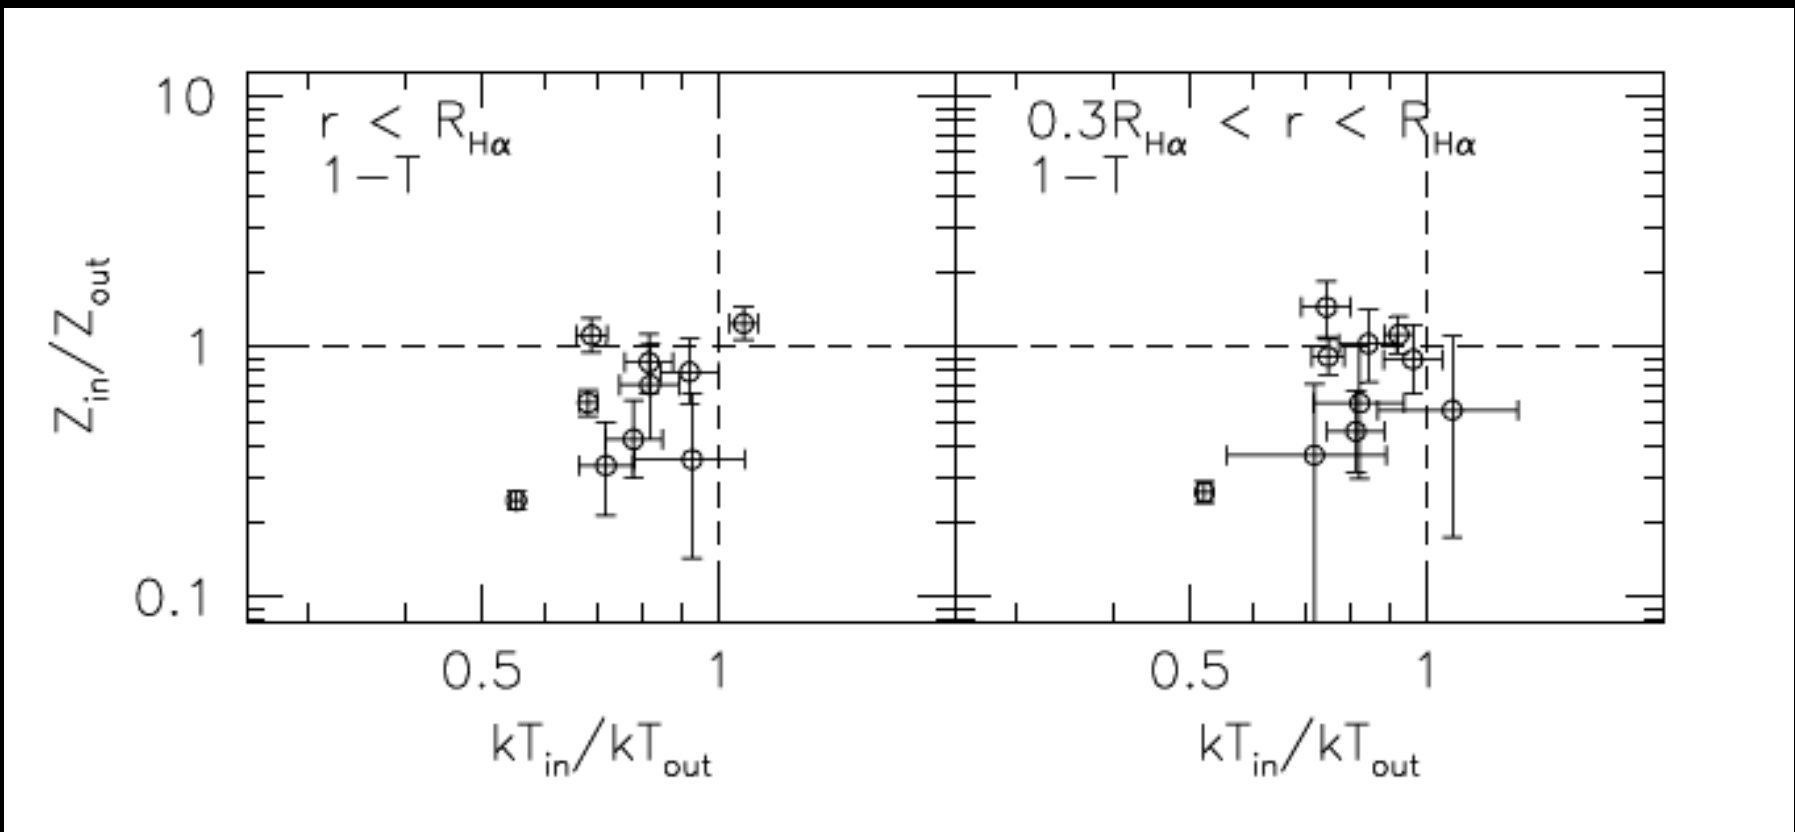 10
1
0.1
Z_in/Z_out
r < R_Hα
1-T
0.3R_Hα < r < R_Hα
1-T
0.5
1
0.5
1
kT_in/kT_out
kT_in/kT_out